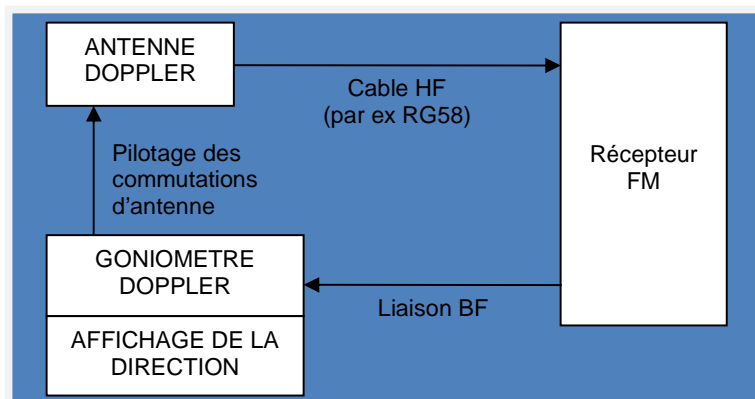 ANTENNE
DOPPLER
Cable HF
(par ex RG58)
Récepteur
FM
Pilotage des
commutations
d'antenne
GONIOMETRE
DOPPLER
Liaison BF
AFFICHAGE DE LA
DIRECTION